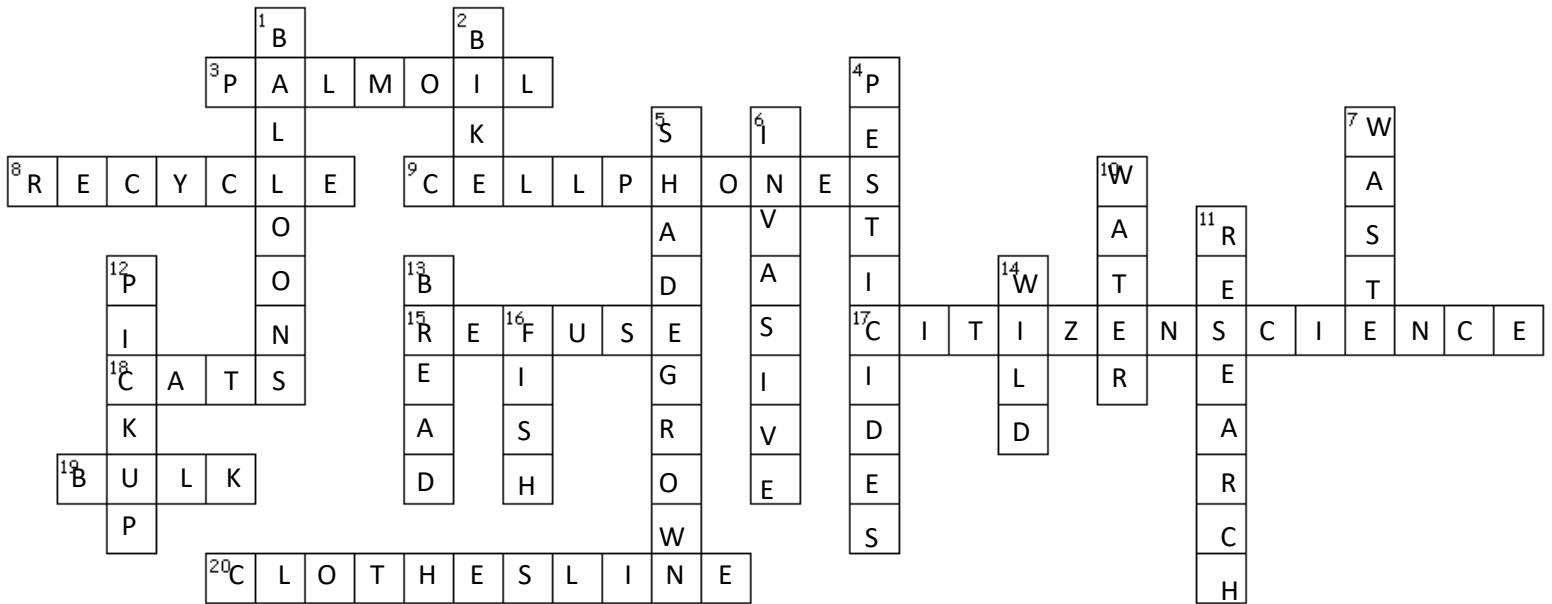 1 B 2 B
3 P A L M O I L 4 P
L K 5 S 6 I E 7 W
8 R E C Y C L E 9 C E L L P H O N E S 10 W A
O A V T A 11 R S
12 P O 13 B D A I 14 W T E T
I N 15 R E 16 F U S E S 17 C I T I Z E N S C I E N C E
18 C A T S E I G I I L R E
K A S R V D D A
19 B U L K D H O E E R
P W S C
20 C L O T H E S L I N E H